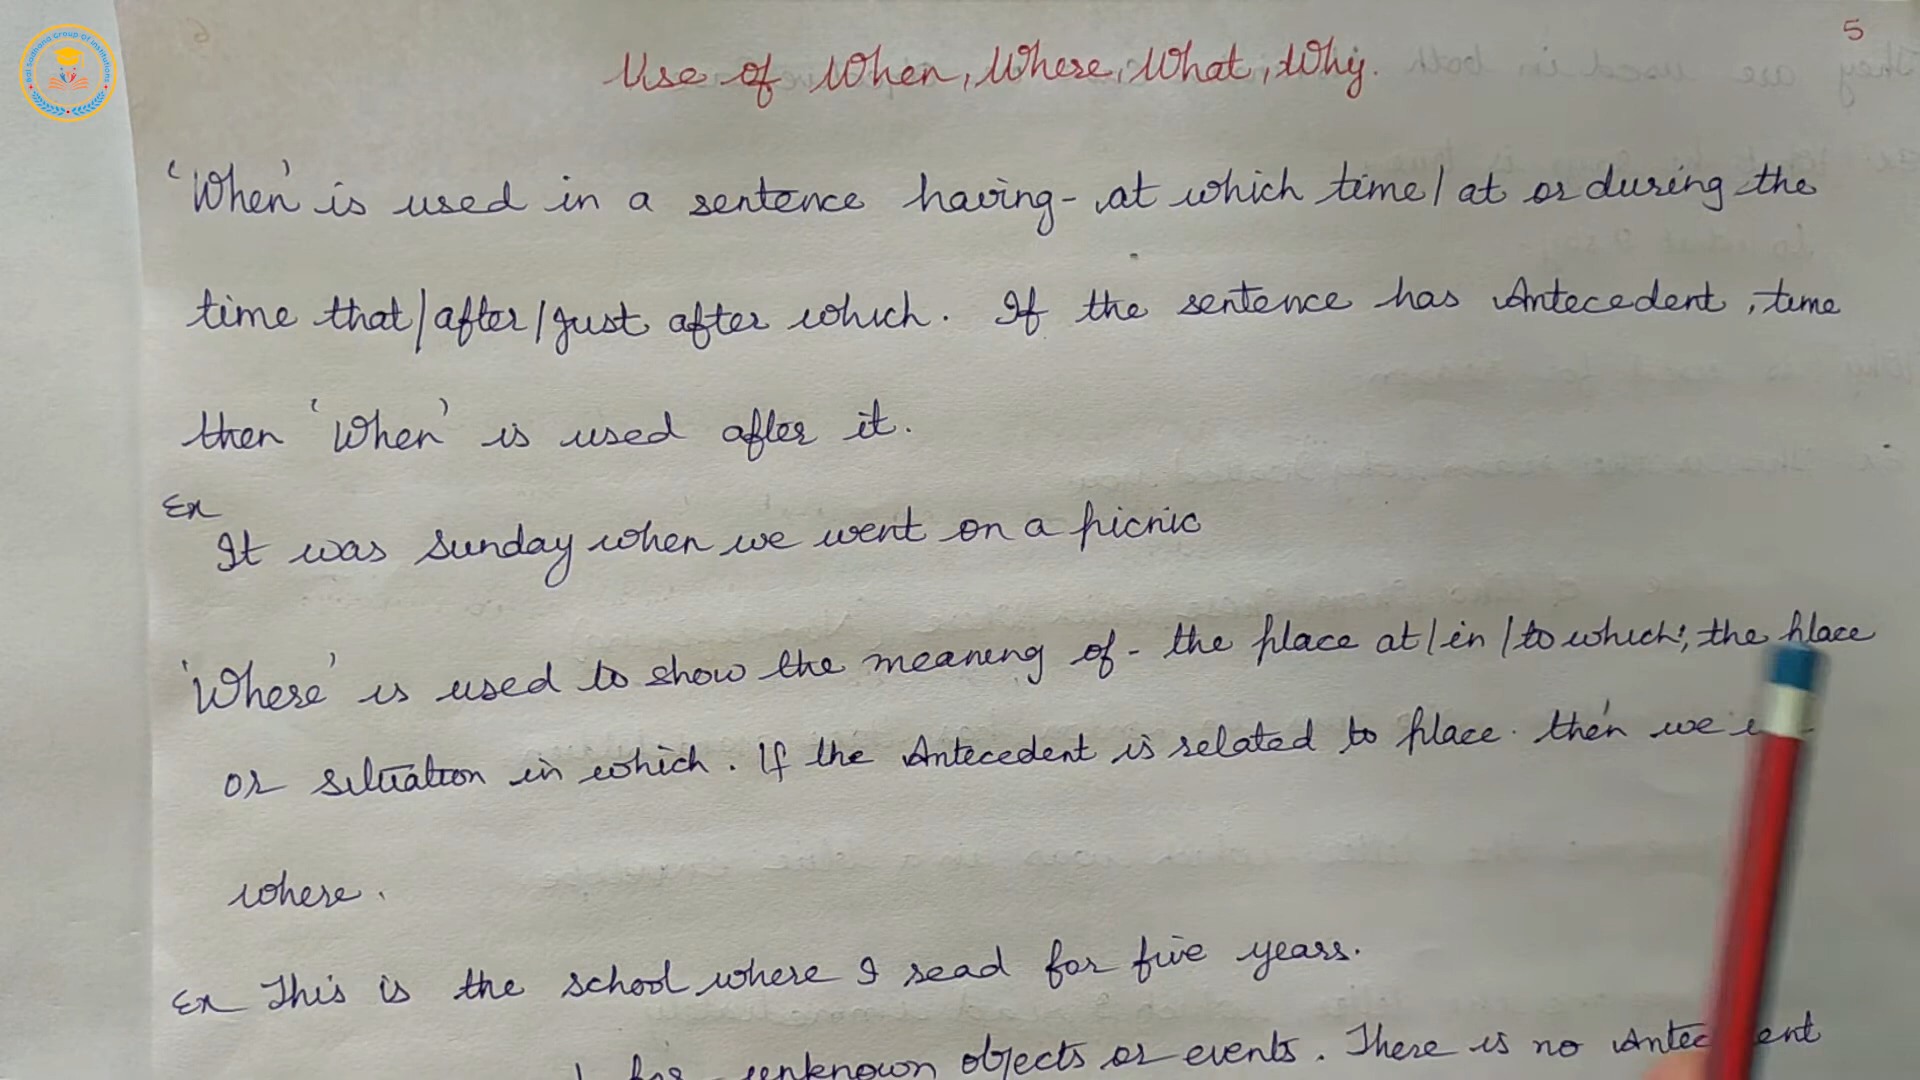 5
Use of When, Where, What, Why.
'When' is used in a sentence having - at which time / at or during the
time that / after / just after which. If the sentence has Antecedent, time
then 'When' is used after it.
Ex
It was Sunday when we went on a picnic
'Where' is used to show the meaning of - the place at / in / to which; the place
or situation in which. If the Antecedent is related to place. then we
where.
Ex This is the school where I read for five years.
for unknown objects or events. There is no